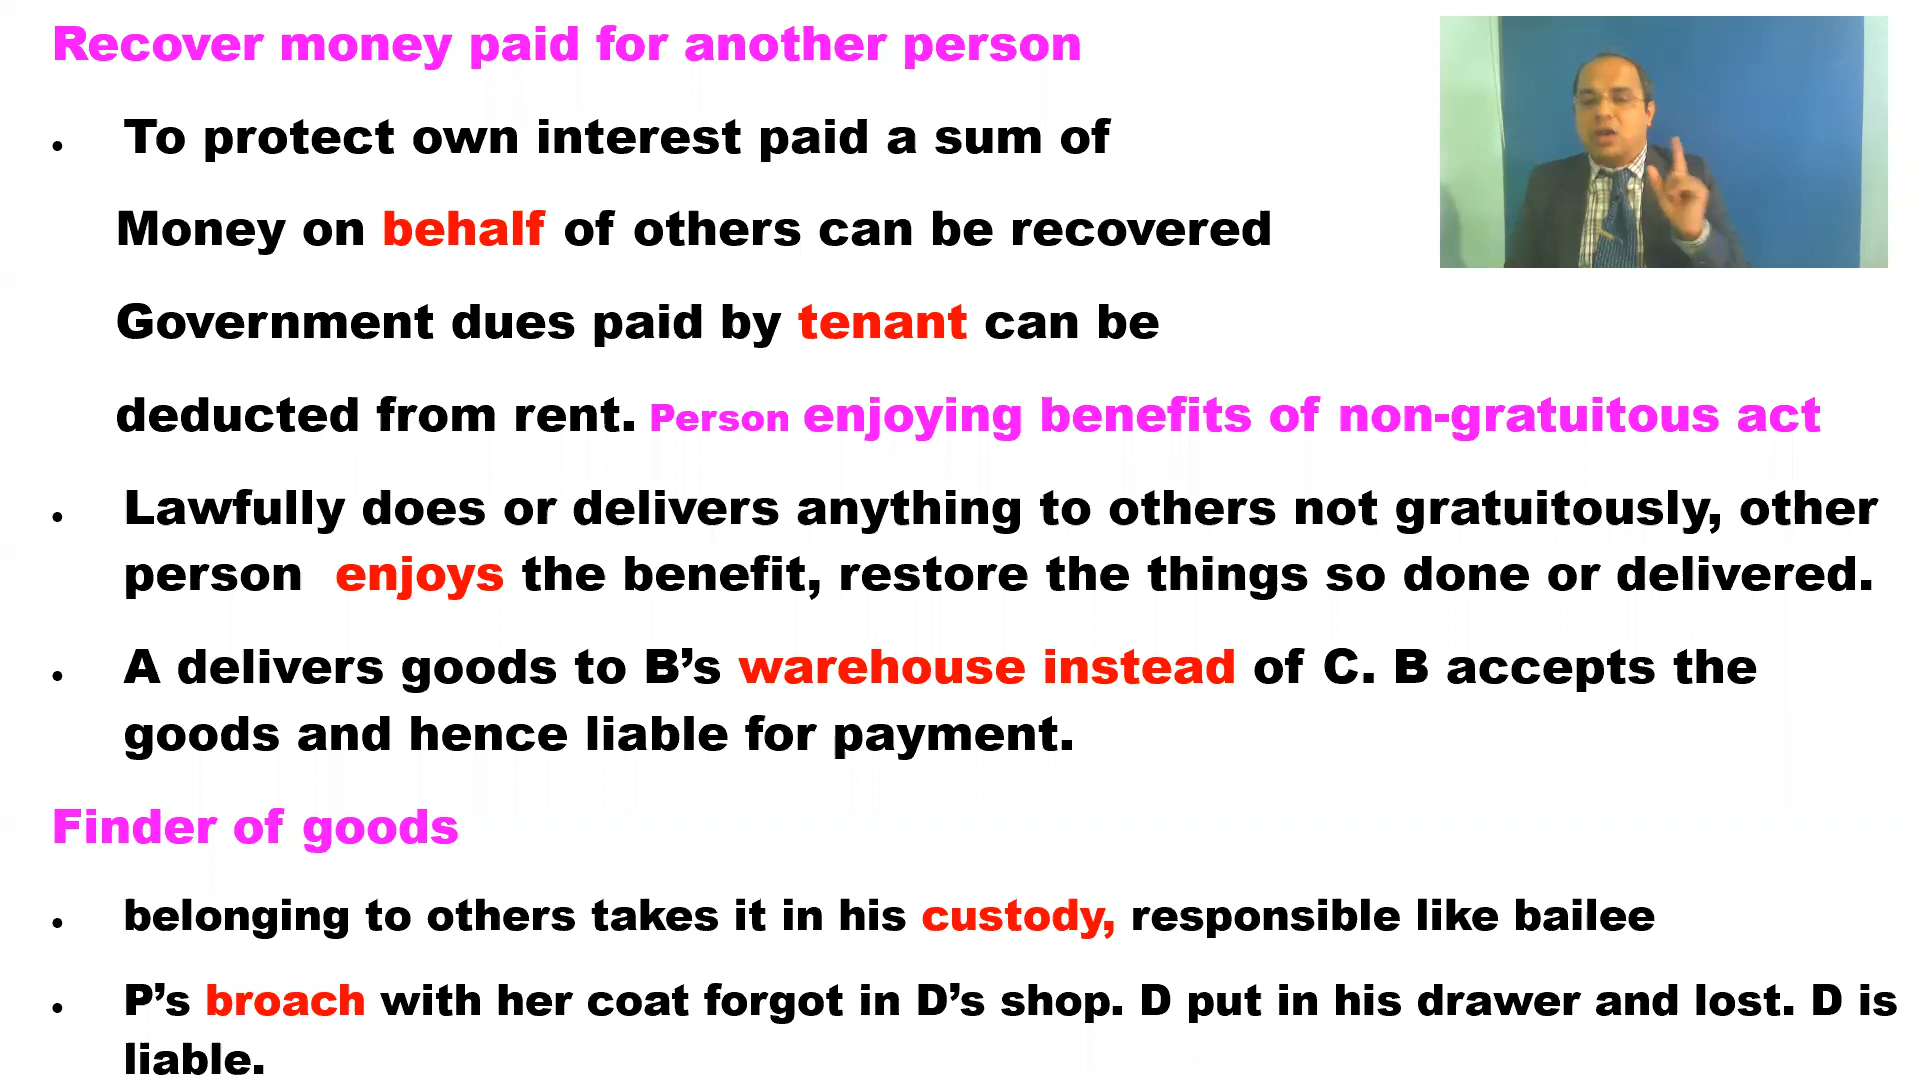 Recover money paid for another person
• To protect own interest paid a sum of
Money on behalf of others can be recovered
Government dues paid by tenant can be
deducted from rent. Person enjoying benefits of non-gratuitous act
• Lawfully does or delivers anything to others not gratuitously, other
person enjoys the benefit, restore the things so done or delivered.
• A delivers goods to B’s warehouse instead of C. B accepts the
goods and hence liable for payment.
Finder of goods
• belonging to others takes it in his custody, responsible like bailee
• P’s broach with her coat forgot in D’s shop. D put in his drawer and lost. D is
liable.